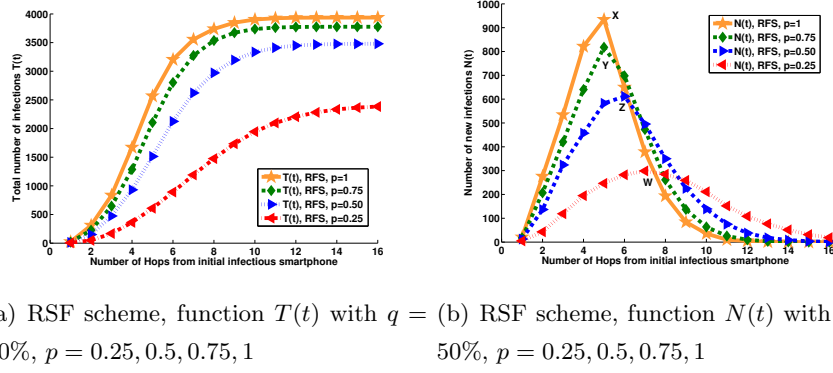 4000
3500
3000
2500
2000
1500
1000
500
0
Total number of infections T(t)
T(t), RFS, p=1
T(t), RFS, p=0.75
T(t), RFS, p=0.50
T(t), RFS, p=0.25
0 2 4 6 8 10 12 14 16
Number of Hops from initial infectious smartphone
1000
900
800
700
600
500
400
300
200
100
0
Number of new infections N(t)
X
Y
Z
W
N(t), RFS, p=1
N(t), RFS, p=0.75
N(t), RFS, p=0.50
N(t), RFS, p=0.25
0 2 4 6 8 10 12 14 16
Number of Hops from initial infectious smartphone
a) RSF scheme, function T(t) with q =
0%, p = 0.25, 0.5, 0.75, 1
(b) RSF scheme, function N(t) with
50%, p = 0.25, 0.5, 0.75, 1